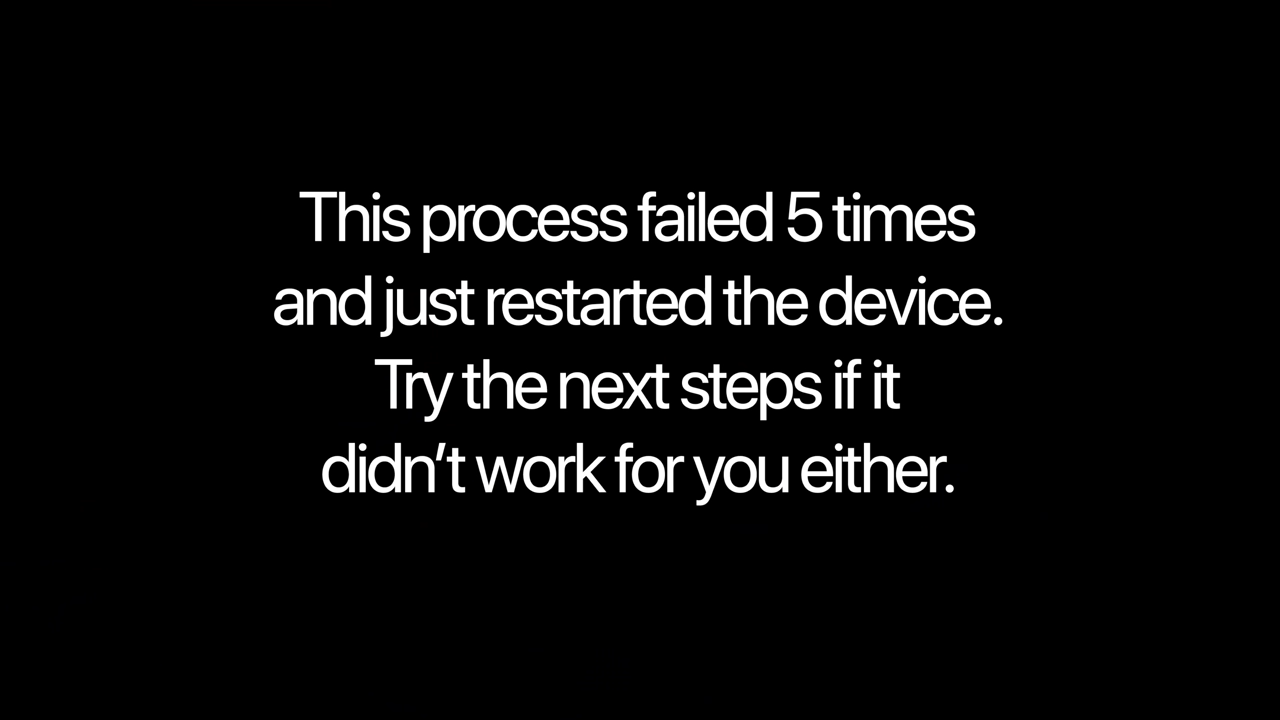 This process failed 5 times
and just restarted the device.
Try the next steps if it
didn’t work for you either.